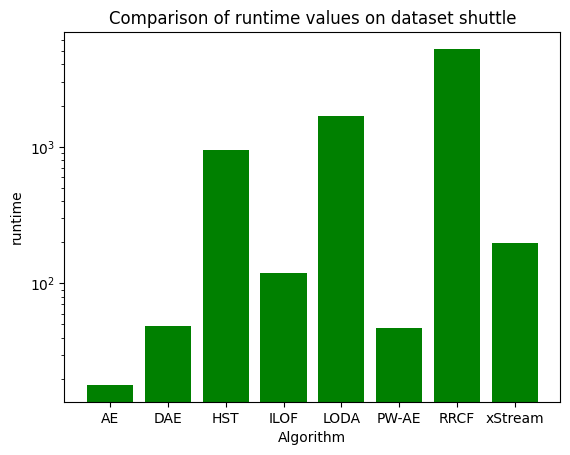 Comparison of runtime values on dataset shuttle
runtime
10³
10²
AE DAE HST ILOF LODA PW-AE RRCF xStream
Algorithm